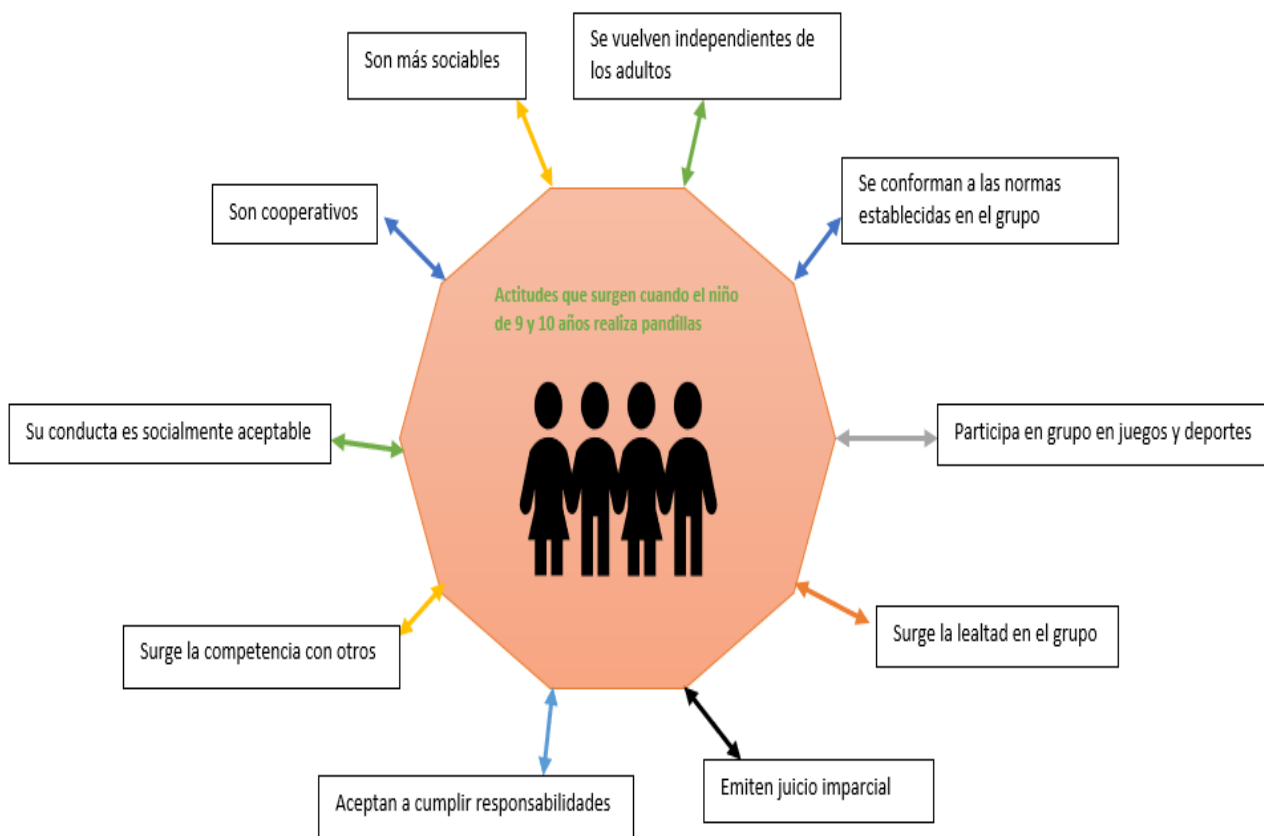 Se vuelven independientes de
los adultos
Son más sociables
Se conforman a las normas
establecidas en el grupo
Son cooperativos
Actitudes que surgen cuando el niño
de 9 y 10 años realiza pandillas
Su conducta es socialmente aceptable
Participa en grupo en juegos y deportes
Surge la lealtad en el grupo
Surge la competencia con otros
Emiten juicio imparcial
Aceptan a cumplir responsabilidades